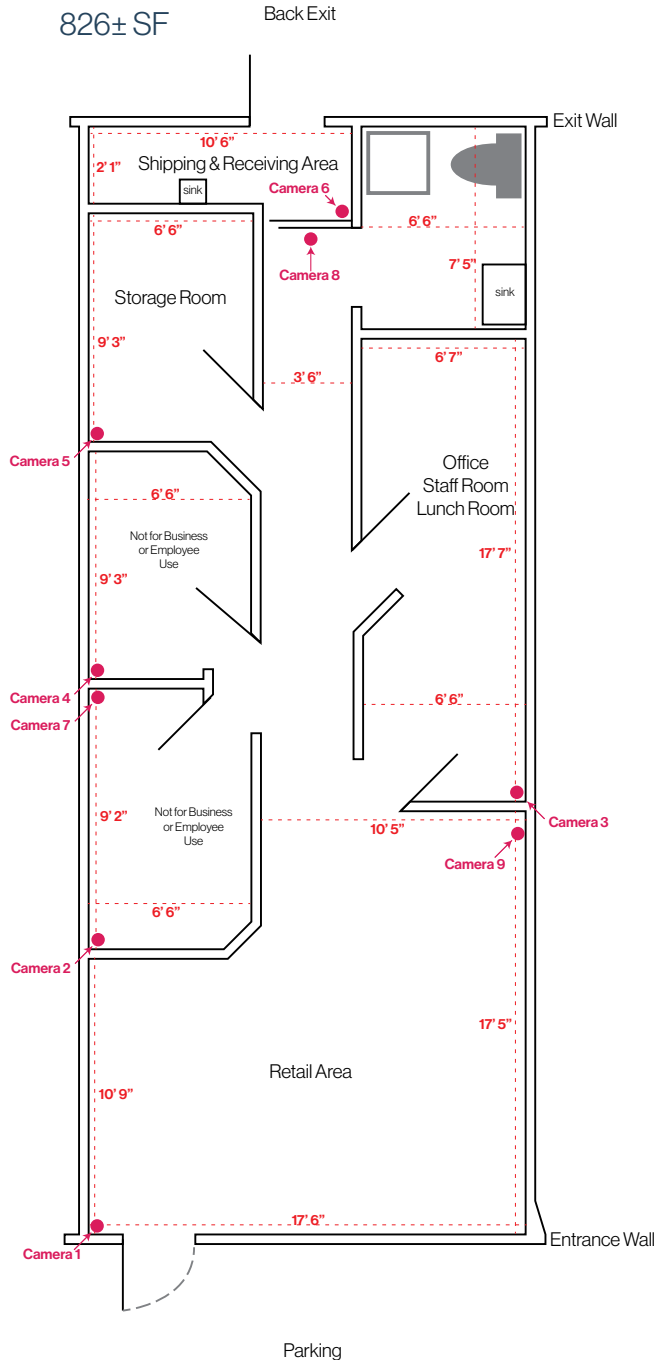 826± SF
Back Exit
Exit Wall
10’ 6”
Shipping & Receiving Area
2’ 1”
sink
Camera 6
6’ 6”
6’ 6”
Camera 8
7’ 5”
sink
Storage Room
9’ 3”
6’ 7”
3’ 6”
Camera 5
Office
Staff Room
Lunch Room
6’ 6”
Not for Business
or Employee
Use
17’ 7”
9’ 3”
Camera 4
Camera 7
6’ 6”
9’ 2”
Not for Business
or Employee
Use
10’ 5”
Camera 3
Camera 9
6’ 6”
Camera 2
17’ 5”
Retail Area
10’ 9”
17’ 6”
Camera 1
Entrance Wall
Parking